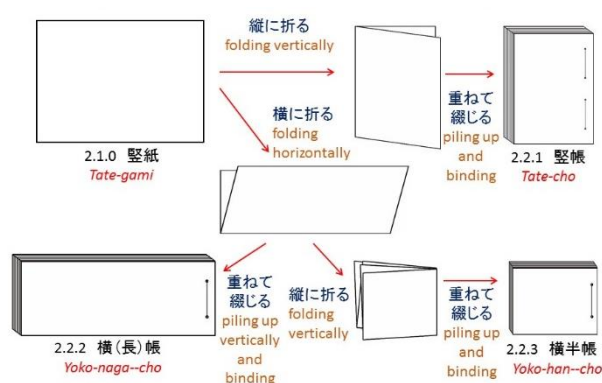 縦に折る
folding vertically
横に折る
folding
horizontally
重ねて
綴じる
piling up
and
binding
2.1.0 竪紙
Tate-gami
2.2.1 竪帳
Tate-cho
重ねて
綴じる
piling up
vertically
and
binding
縦に折る
folding
vertically
重ねて
綴じる
piling up
and
binding
2.2.2 横(長)帳
Yoko-naga--cho
2.2.3 横半帳
Yoko-han--cho